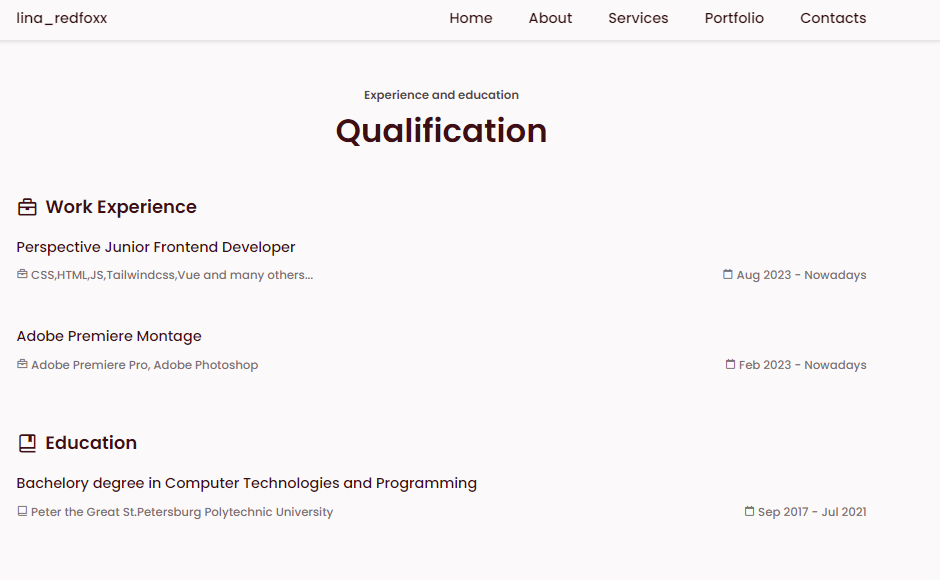 lina_redfoxx Home About Services Portfolio Contacts
Experience and education
Qualification
Work Experience
Perspective Junior Frontend Developer
CSS,HTML,JS,Tailwindcss,Vue and many others... Aug 2023 - Nowadays
Adobe Premiere Montage
Adobe Premiere Pro, Adobe Photoshop Feb 2023 - Nowadays
Education
Bachelory degree in Computer Technologies and Programming
Peter the Great St.Petersburg Polytechnic University Sep 2017 - Jul 2021